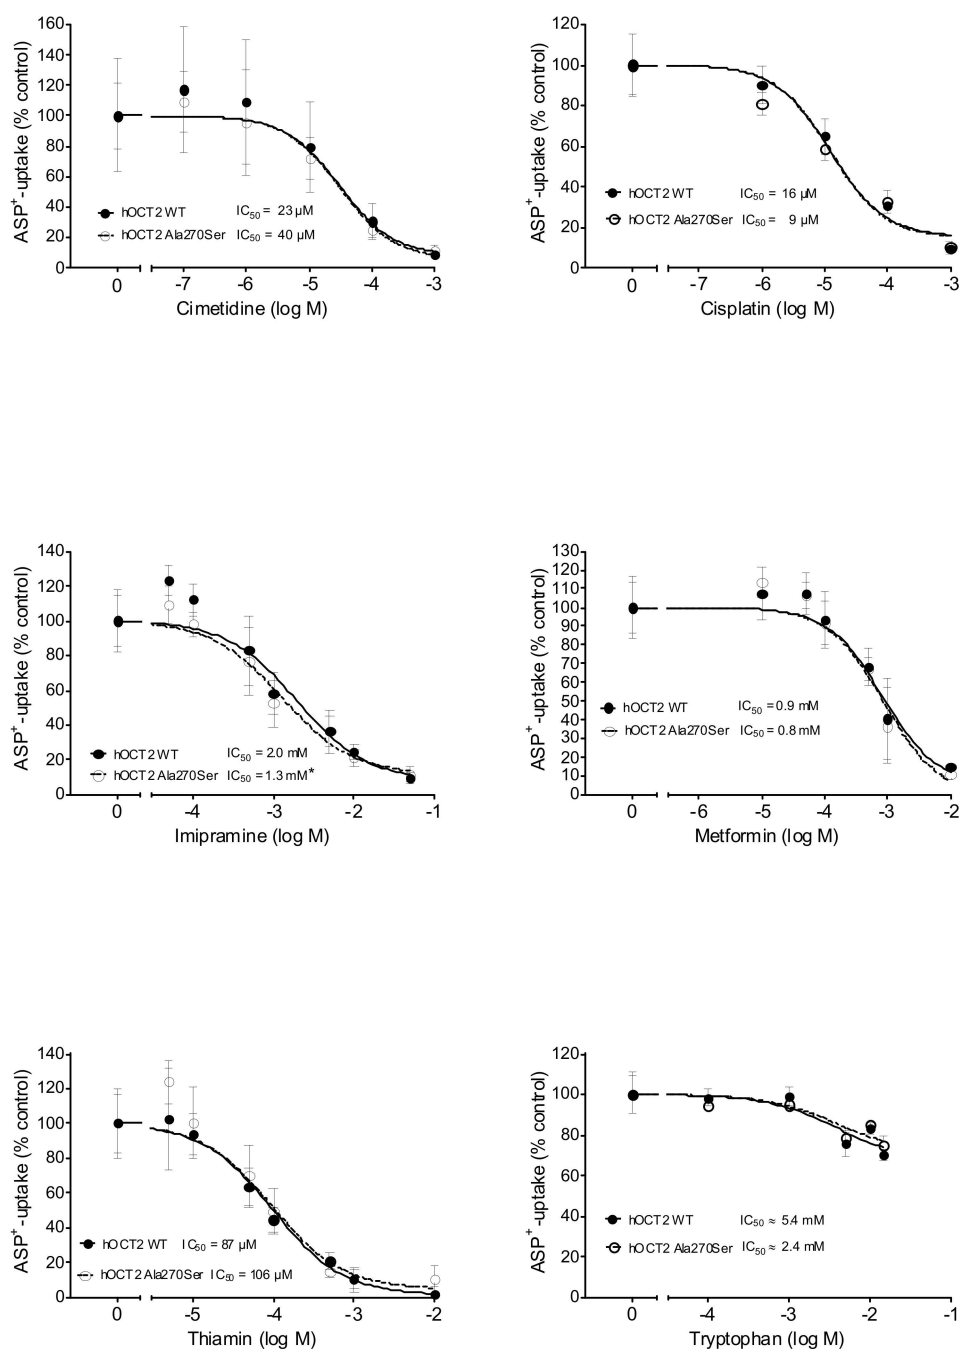 160
140
120
100
80
60
40
20
0
ASP+-uptake (% control)
hOCT2 WT IC50 = 23 µM
hOCT2 Ala270Ser IC50 = 40 µM
0 -7 -6 -5 -4 -3
Cimetidine (log M)
120
100
80
60
40
20
0
ASP+-uptake (% control)
hOCT2 WT IC50 = 16 µM
hOCT2 Ala270Ser IC50 = 9 µM
0 -7 -6 -5 -4 -3
Cisplatin (log M)
140
120
100
80
60
40
20
0
ASP+-uptake (% control)
hOCT2 WT IC50 = 2.0 mM
hOCT2 Ala270Ser IC50 = 1.3 mM*
0 -4 -3 -2 -1
Imipramine (log M)
130
120
110
100
90
80
70
60
50
40
30
20
10
0
ASP+-uptake (% control)
hOCT2 WT IC50 = 0.9 mM
hOCT2 Ala270Ser IC50 = 0.8 mM
0 -6 -5 -4 -3 -2
Metformin (log M)
140
120
100
80
60
40
20
0
ASP+-uptake (% control)
hOCT2 WT IC50 = 87 µM
hOCT2 Ala270Ser IC50 = 106 µM
0 -5 -4 -3 -2
Thiamin (log M)
120
100
80
60
40
20
0
ASP+-uptake (% control)
hOCT2 WT IC50 ≈ 5.4 mM
hOCT2 Ala270Ser IC50 ≈ 2.4 mM
0 -4 -3 -2 -1
Tryptophan (log M)